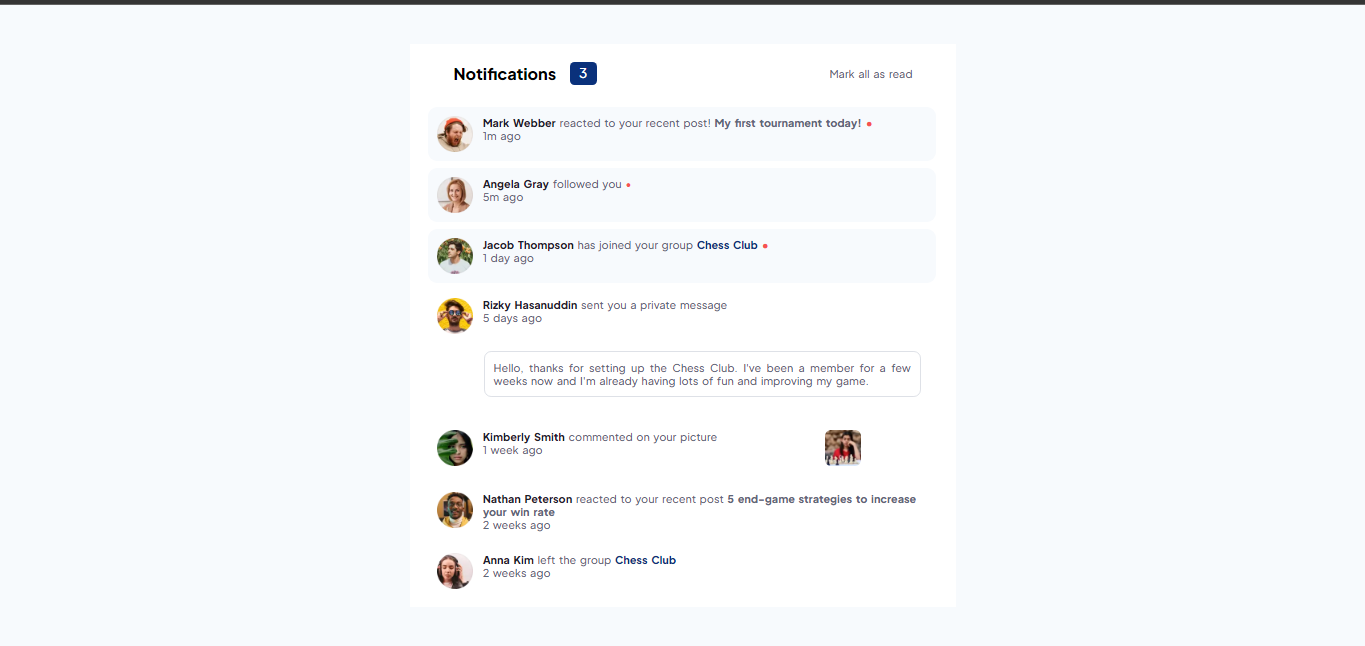 Notifications 3
Mark all as read
Mark Webber reacted to your recent post! My first tournament today!
1m ago
Angela Gray followed you
5m ago
Jacob Thompson has joined your group Chess Club
1 day ago
Rizky Hasanuddin sent you a private message
5 days ago
Hello, thanks for setting up the Chess Club. I've been a member for a few
weeks now and I'm already having lots of fun and improving my game.
Kimberly Smith commented on your picture
1 week ago
Nathan Peterson reacted to your recent post 5 end-game strategies to increase
your win rate
2 weeks ago
Anna Kim left the group Chess Club
2 weeks ago